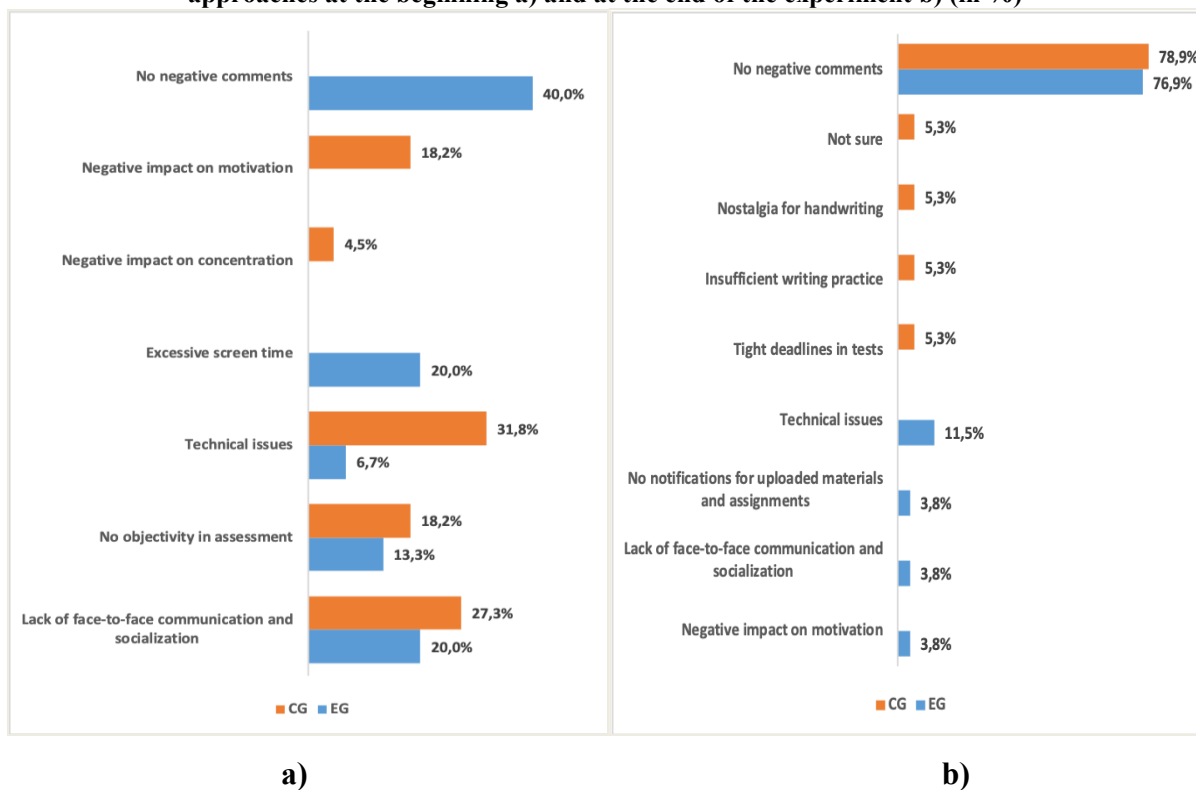 approaches at the beginning a) and at the end of the experiment b) (in %)
No negative comments
40,0%
Negative impact on motivation
18,2%
Negative impact on concentration
4,5%
Excessive screen time
20,0%
Technical issues
31,8%
6,7%
No objectivity in assessment
18,2%
13,3%
Lack of face-to-face communication and
socialization
27,3%
20,0%
CG EG
a)
No negative comments
78,9%
76,9%
Not sure
5,3%
Nostalgia for handwriting
5,3%
Insufficient writing practice
5,3%
Tight deadlines in tests
5,3%
Technical issues
11,5%
No notifications for uploaded materials
and assignments
3,8%
Lack of face-to-face communication and
socialization
3,8%
Negative impact on motivation
3,8%
CG EG
b)